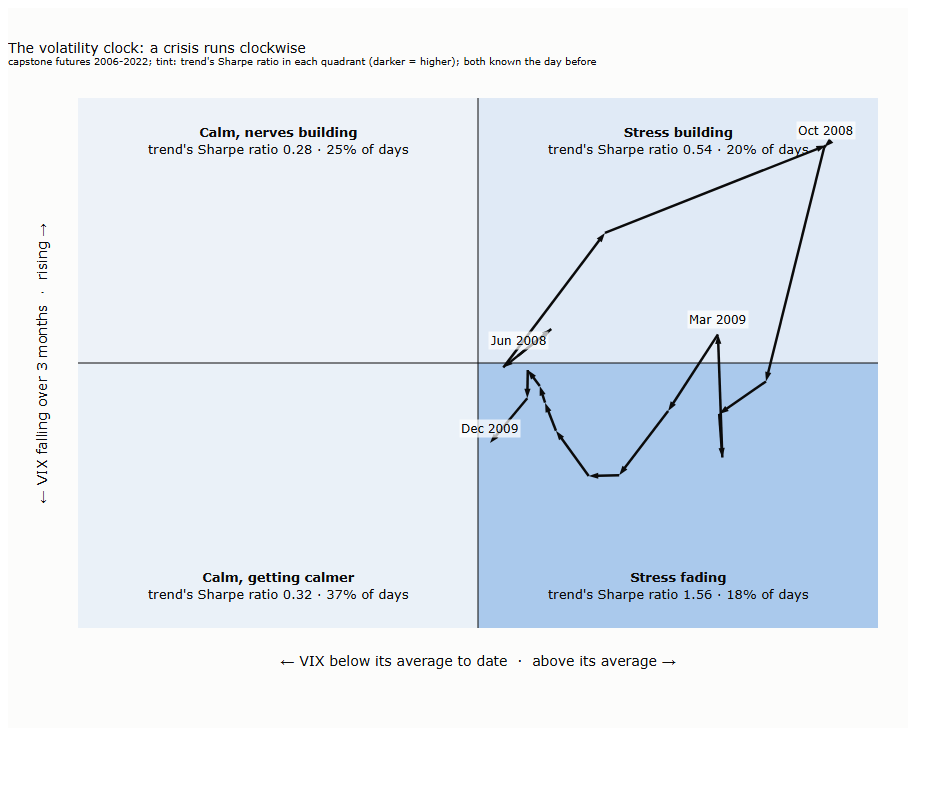 The volatility clock: a crisis runs clockwise
capstone futures 2006-2022; tint: trend's Sharpe ratio in each quadrant (darker = higher); both known the day before
Calm, nerves building
trend's Sharpe ratio 0.28 · 25% of days
Stress building
trend's Sharpe ratio 0.54 · 20% of days
Oct 2008
← VIX falling over 3 months · rising →
Jun 2008
Mar 2009
Dec 2009
Calm, getting calmer
trend's Sharpe ratio 0.32 · 37% of days
Stress fading
trend's Sharpe ratio 1.56 · 18% of days
← VIX below its average to date · above its average →